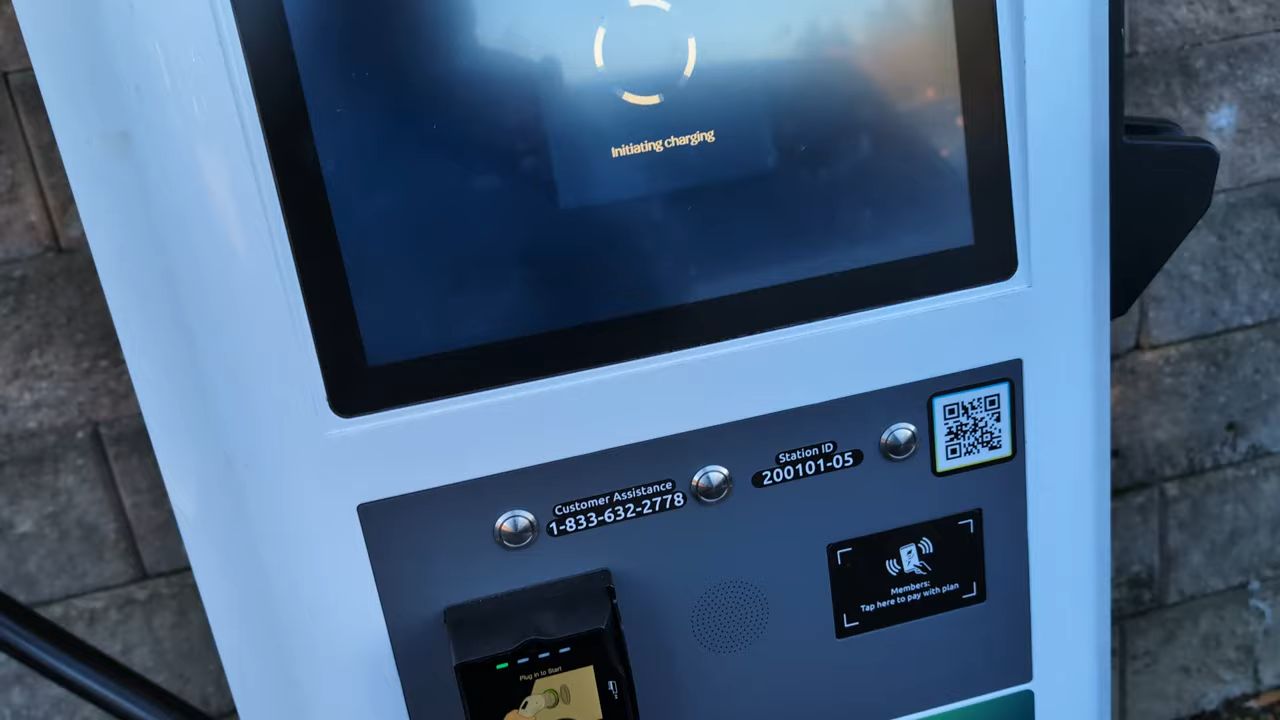 Initiating charging
Customer Assistance
1-833-632-2778
Station ID
200101-05
Members:
Tap here to pay with plan
Plug in to Start